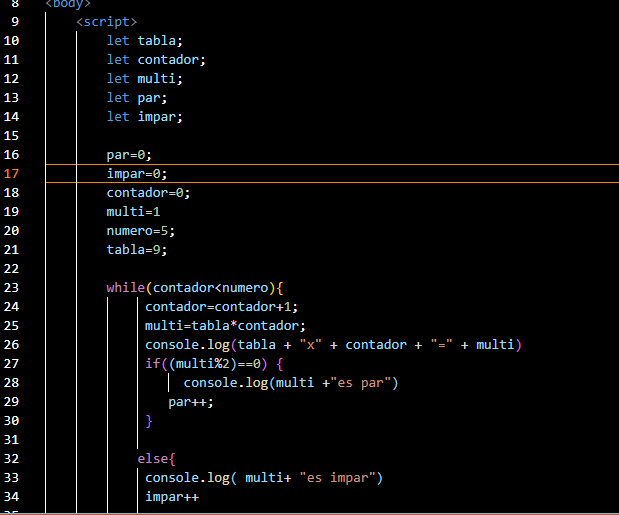 8 <body>
9 <script>
10 let tabla;
11 let contador;
12 let multi;
13 let par;
14 let impar;
15
16 par=0;
17 impar=0;
18 contador=0;
19 multi=1
20 numero=5;
21 tabla=9;
22
23 while(contador<numero){
24 contador=contador+1;
25 multi=tabla*contador;
26 console.log(tabla + "x" + contador + "=" + multi)
27 if((multi%2)==0) {
28 console.log(multi +"es par")
29 par++;
30 }
31
32 else{
33 console.log( multi+ "es impar")
34 impar++
35